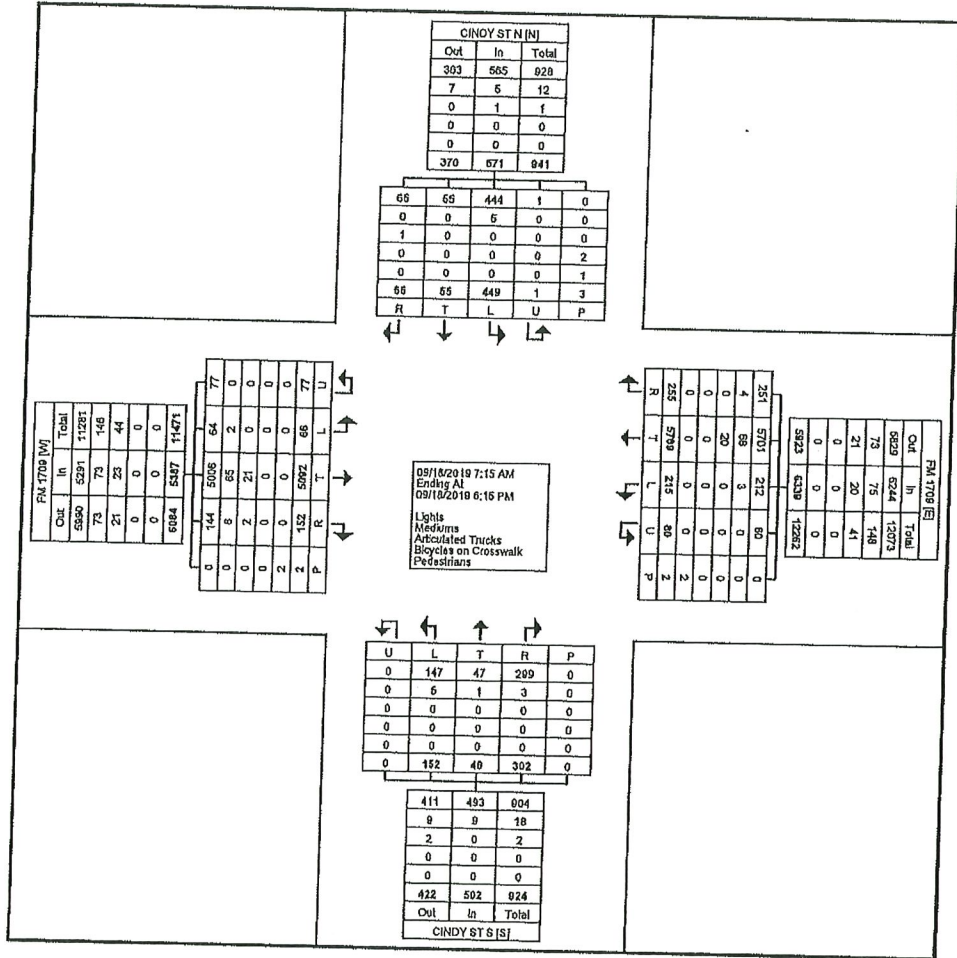 CINDY ST N [N]
Out In Total
303 565 928
7 5 12
0 1 1
0 0 0
0 0 0
370 571 941
66 55 444 1 0
0 0 5 0 0
1 0 0 0 0
0 0 0 0 2
0 0 0 0 1
66 55 449 1 3
R T L U P
FM 1709 [W]
Total 11281 146 44 0 0 11471
In 5291 73 23 0 0 5387
Out 5990 73 21 0 0 6084
77 0 0 0 0 77 U
64 2 0 0 0 66 L
5006 65 21 0 0 5092 T
144 6 2 0 0 152 R
0 0 0 0 2 2 P
09/18/2019 7:15 AM
Ending At
09/18/2019 6:15 PM
Lights
Mediums
Articulated Trucks
Bicycles on Crosswalk
Pedestrians
R 255 0 0 0 4 251
T 5789 0 0 20 68 5701
L 215 0 0 0 3 212
U 80 0 0 0 0 80
P 2 2 0 0 0 0
FM 1709 [E]
Out 5829 73 21 0 0 5923
In 6244 75 20 0 0 6339
Total 12073 148 41 0 0 12262
U L T R P
0 147 47 299 0
0 5 1 3 0
0 0 0 0 0
0 0 0 0 0
0 0 0 0 0
0 152 48 302 0
411 493 904
9 9 18
2 0 2
0 0 0
0 0 0
422 502 924
Out In Total
CINDY ST S [S]